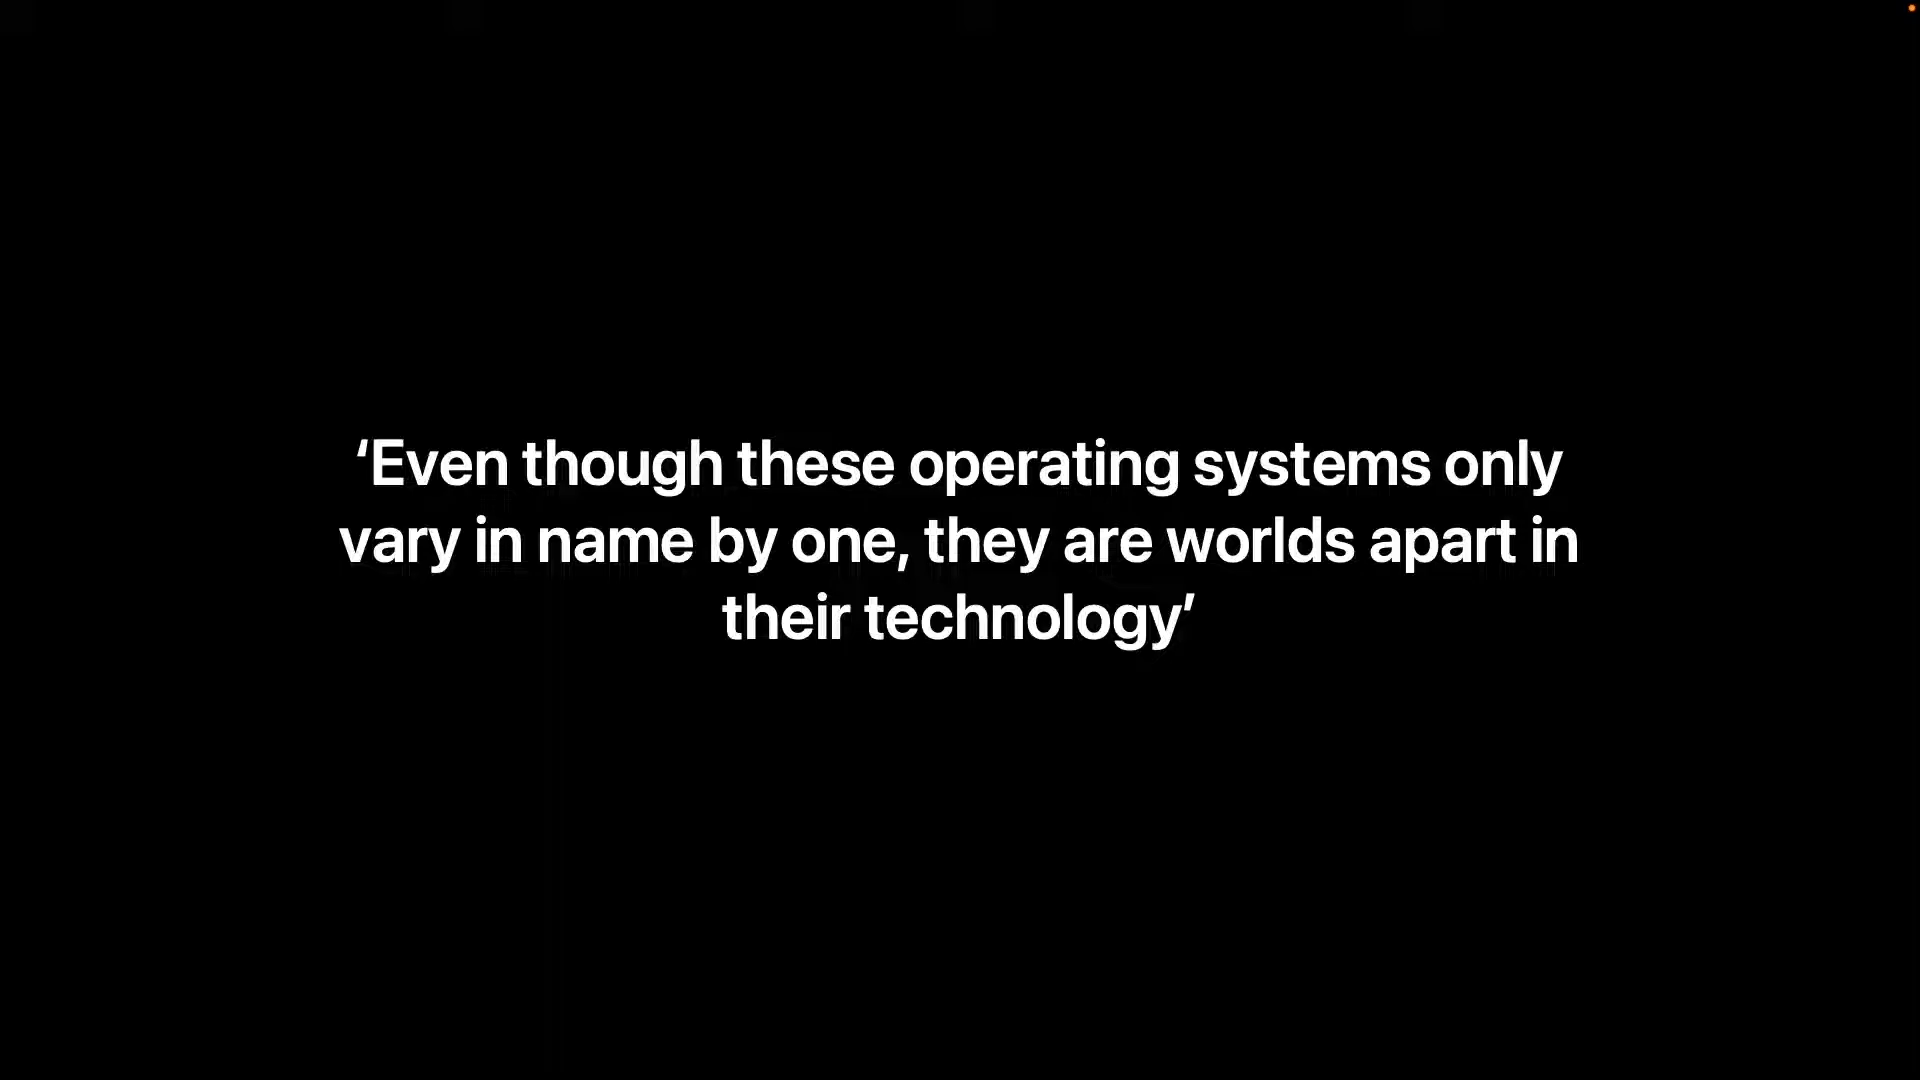 ‘Even though these operating systems only
vary in name by one, they are worlds apart in
their technology’